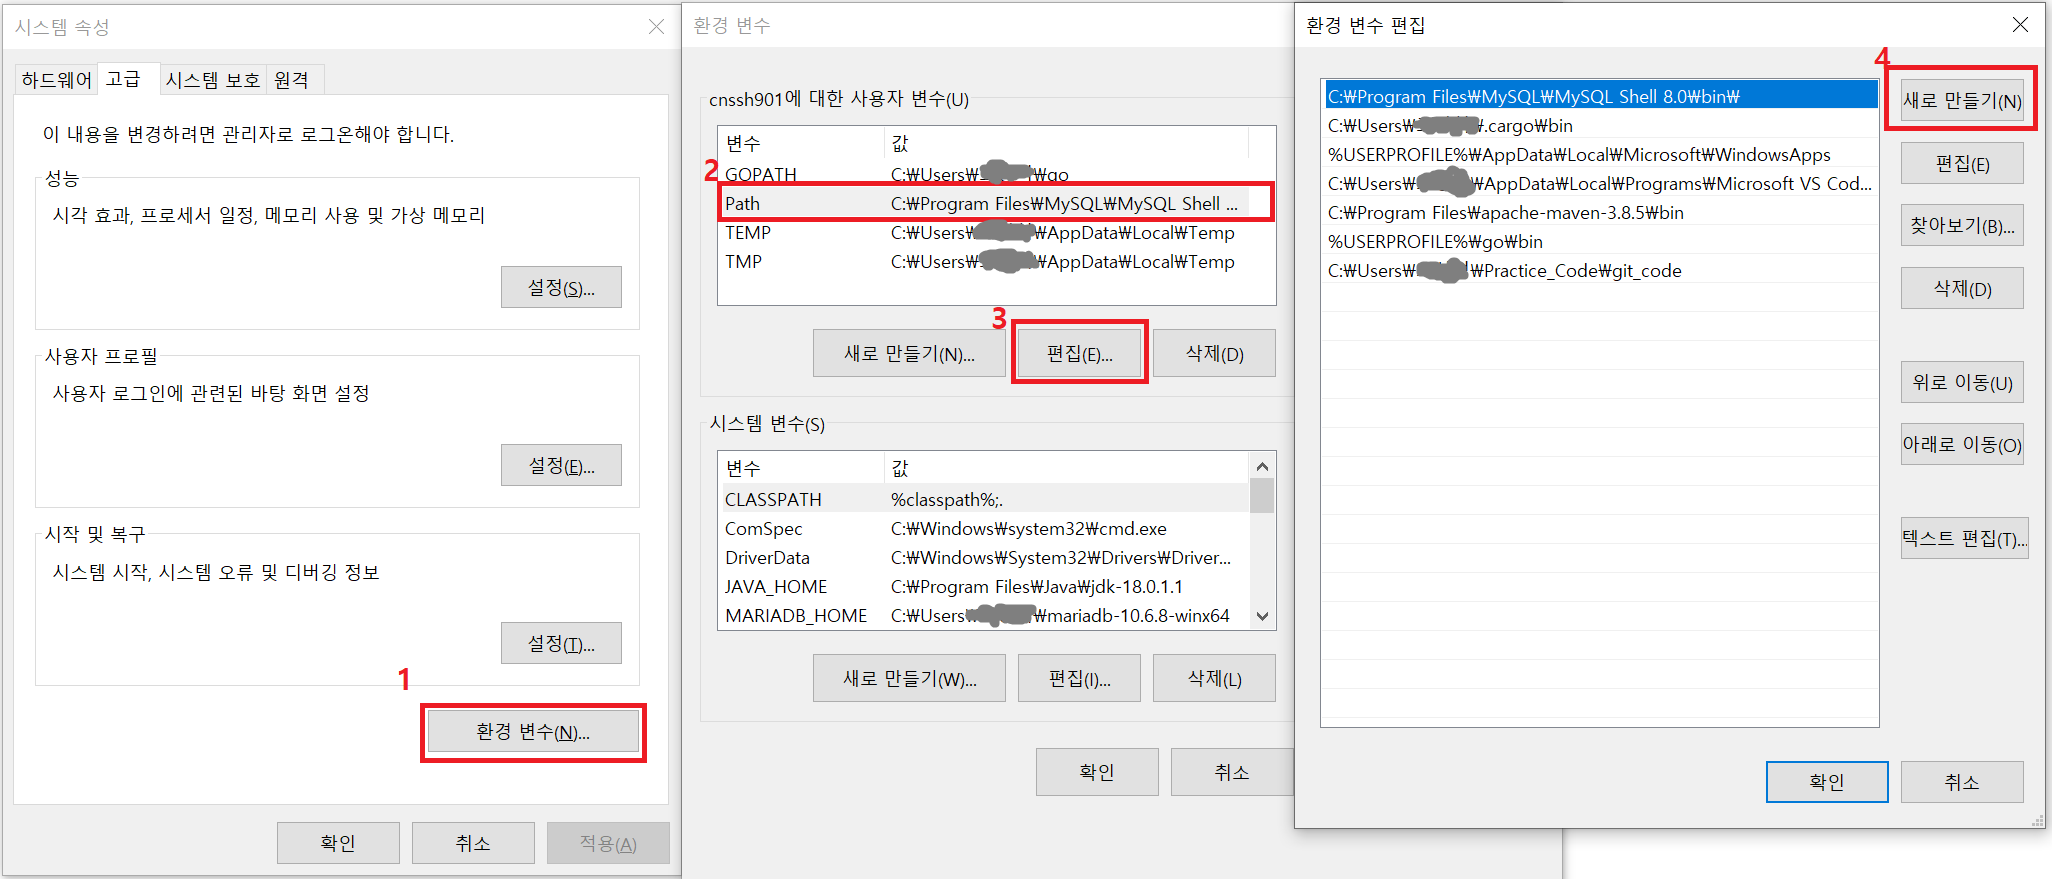 시스템 속성
하드웨어 고급 시스템 보호 원격
이 내용을 변경하려면 관리자로 로그온해야 합니다.
성능
시각 효과, 프로세서 일정, 메모리 사용 및 가상 메모리
설정(S)...
사용자 프로필
사용자 로그인에 관련된 바탕 화면 설정
설정(E)...
시작 및 복구
시스템 시작, 시스템 오류 및 디버깅 정보
설정(T)...
1
환경 변수(N)...
확인 취소 적용(A)
환경 변수
cnssh901에 대한 사용자 변수(U)
변수 값
2
GOPATH C:₩Users₩ ₩go
Path C:₩Program Files₩MySQL₩MySQL Shell ...
TEMP C:₩Users₩ ₩AppData₩Local₩Temp
TMP C:₩Users₩ ₩AppData₩Local₩Temp
3
새로 만들기(N)... 편집(E)... 삭제(D)
시스템 변수(S)
변수 값
CLASSPATH %classpath%;.
ComSpec C:₩Windows₩system32₩cmd.exe
DriverData C:₩Windows₩System32₩Drivers₩Driver...
JAVA_HOME C:₩Program Files₩Java₩jdk-18.0.1.1
MARIADB_HOME C:₩Users ₩mariadb-10.6.8-winx64
새로 만들기(W)... 편집(I)... 삭제(L)
확인 취소
환경 변수 편집
4
C:₩Program Files₩MySQL₩MySQL Shell 8.0₩bin₩
C:₩Users₩ ₩.cargo₩bin
%USERPROFILE%₩AppData₩Local₩Microsoft₩WindowsApps
C:₩Users₩ ₩AppData₩Local₩Programs₩Microsoft VS Cod...
C:₩Program Files₩apache-maven-3.8.5₩bin
%USERPROFILE%₩go₩bin
C:₩Users₩ ₩Practice_Code₩git_code
새로 만들기(N)
편집(E)
찾아보기(B)...
삭제(D)
위로 이동(U)
아래로 이동(O)
텍스트 편집(T)...
확인 취소